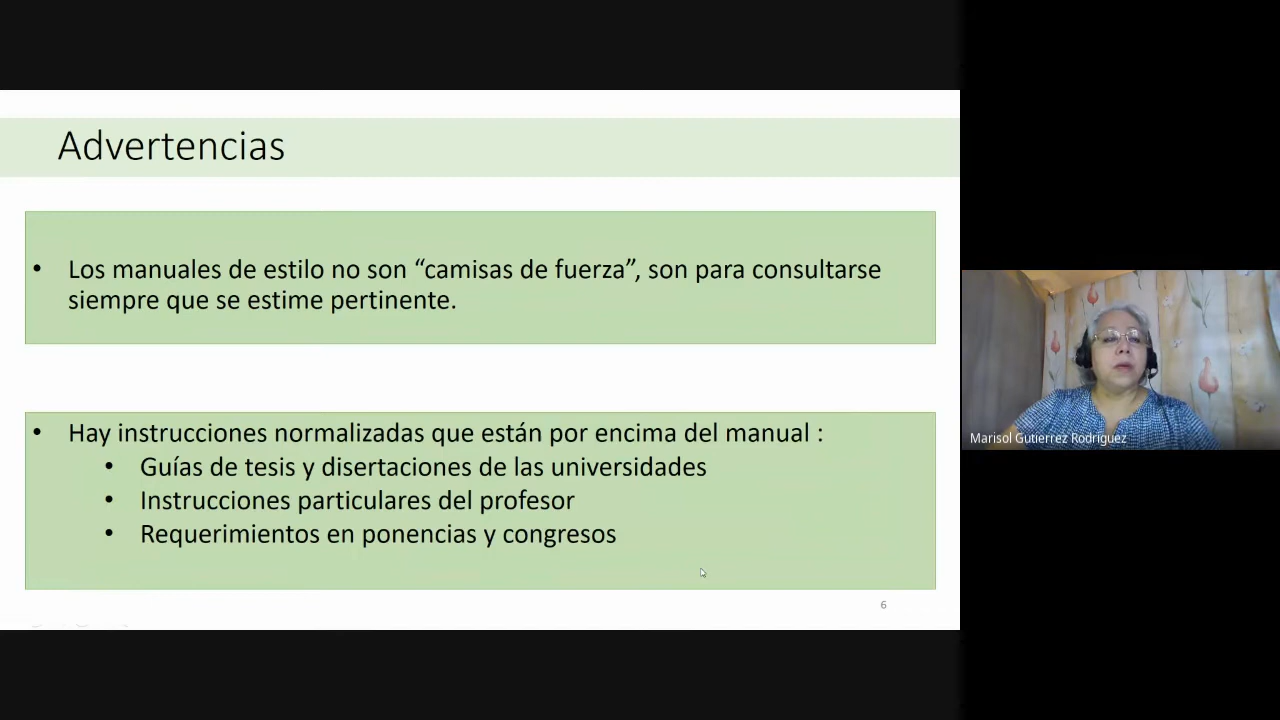 Advertencias
• Los manuales de estilo no son “camisas de fuerza”, son para consultarse
siempre que se estime pertinente.
• Hay instrucciones normalizadas que están por encima del manual :
• Guías de tesis y disertaciones de las universidades
• Instrucciones particulares del profesor
• Requerimientos en ponencias y congresos
6
Marisol Gutierrez Rodriguez